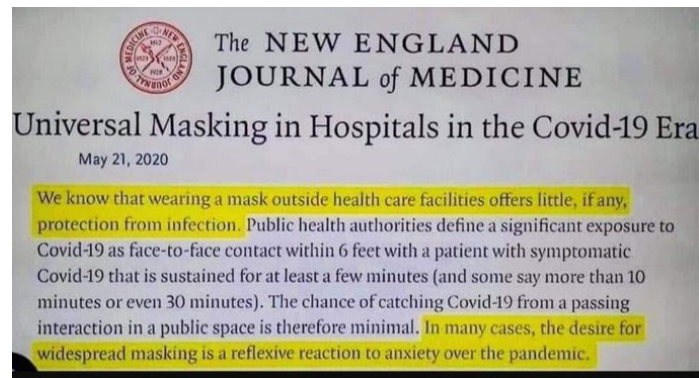 The NEW ENGLAND
JOURNAL of MEDICINE
Universal Masking in Hospitals in the Covid-19 Era
May 21, 2020
We know that wearing a mask outside health care facilities offers little, if any,
protection from infection. Public health authorities define a significant exposure to
Covid-19 as face-to-face contact within 6 feet with a patient with symptomatic
Covid-19 that is sustained for at least a few minutes (and some say more than 10
minutes or even 30 minutes). The chance of catching Covid-19 from a passing
interaction in a public space is therefore minimal. In many cases, the desire for
widespread masking is a reflexive reaction to anxiety over the pandemic.